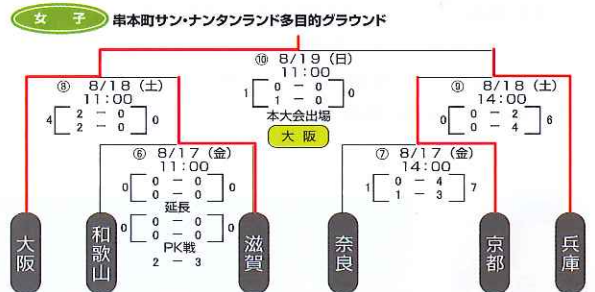 女子 串本町サン・ナンタンランド多目的グラウンド
⑩ 8/19（日）
11:00
1 0 － 0 0
1 － 0
本大会出場
大阪
⑧ 8/18（土）
11:00
4 2 － 0 0
2 － 0
⑨ 8/18（土）
14:00
0 0 － 2 6
0 － 4
⑥ 8/17（金）
11:00
0 0 － 0 0
0 － 0
延長
0 0 － 0 0
0 － 0
PK戦
2 － 3
⑦ 8/17（金）
14:00
1 0 － 4 7
1 － 3
大阪
和歌山
滋賀
奈良
京都
兵庫